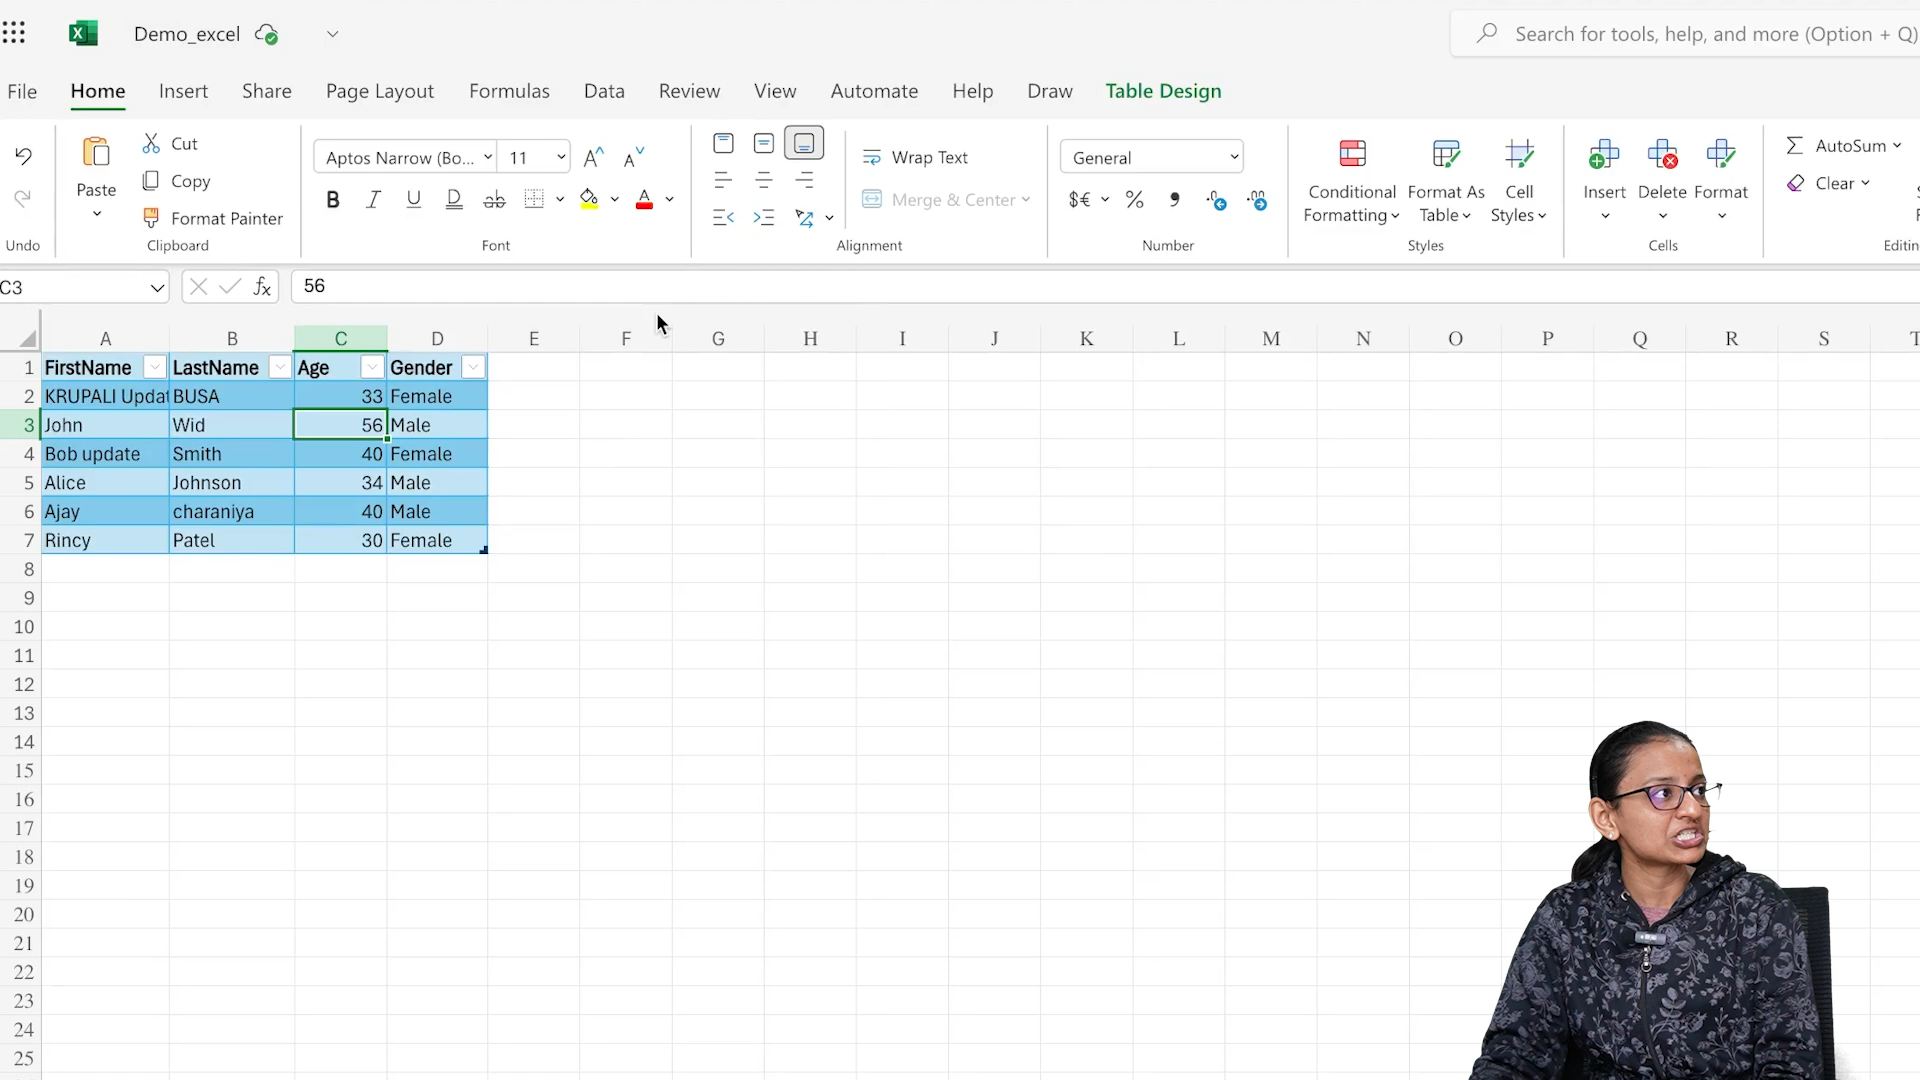 Demo_excel
Search for tools, help, and more (Option + Q)
File Home Insert Share Page Layout Formulas Data Review View Automate Help Draw Table Design
Cut
Copy
Format Painter
Paste
Undo
Clipboard
Aptos Narrow (Bo... 11
B I U D ab
Font
Wrap Text
Merge & Center
Alignment
General
$€ % 9
Number
Conditional Formatting
Format As Table
Cell Styles
Styles
Insert Delete Format
Cells
AutoSum
Clear
Editin
C3 fx 56
A B C D E F G H I J K L M N O P Q R S T
1 FirstName LastName Age Gender
2 KRUPALI Updat BUSA 33 Female
3 John Wid 56 Male
4 Bob update Smith 40 Female
5 Alice Johnson 34 Male
6 Ajay charaniya 40 Male
7 Rincy Patel 30 Female
8
9
10
11
12
13
14
15
16
17
18
19
20
21
22
23
24
25